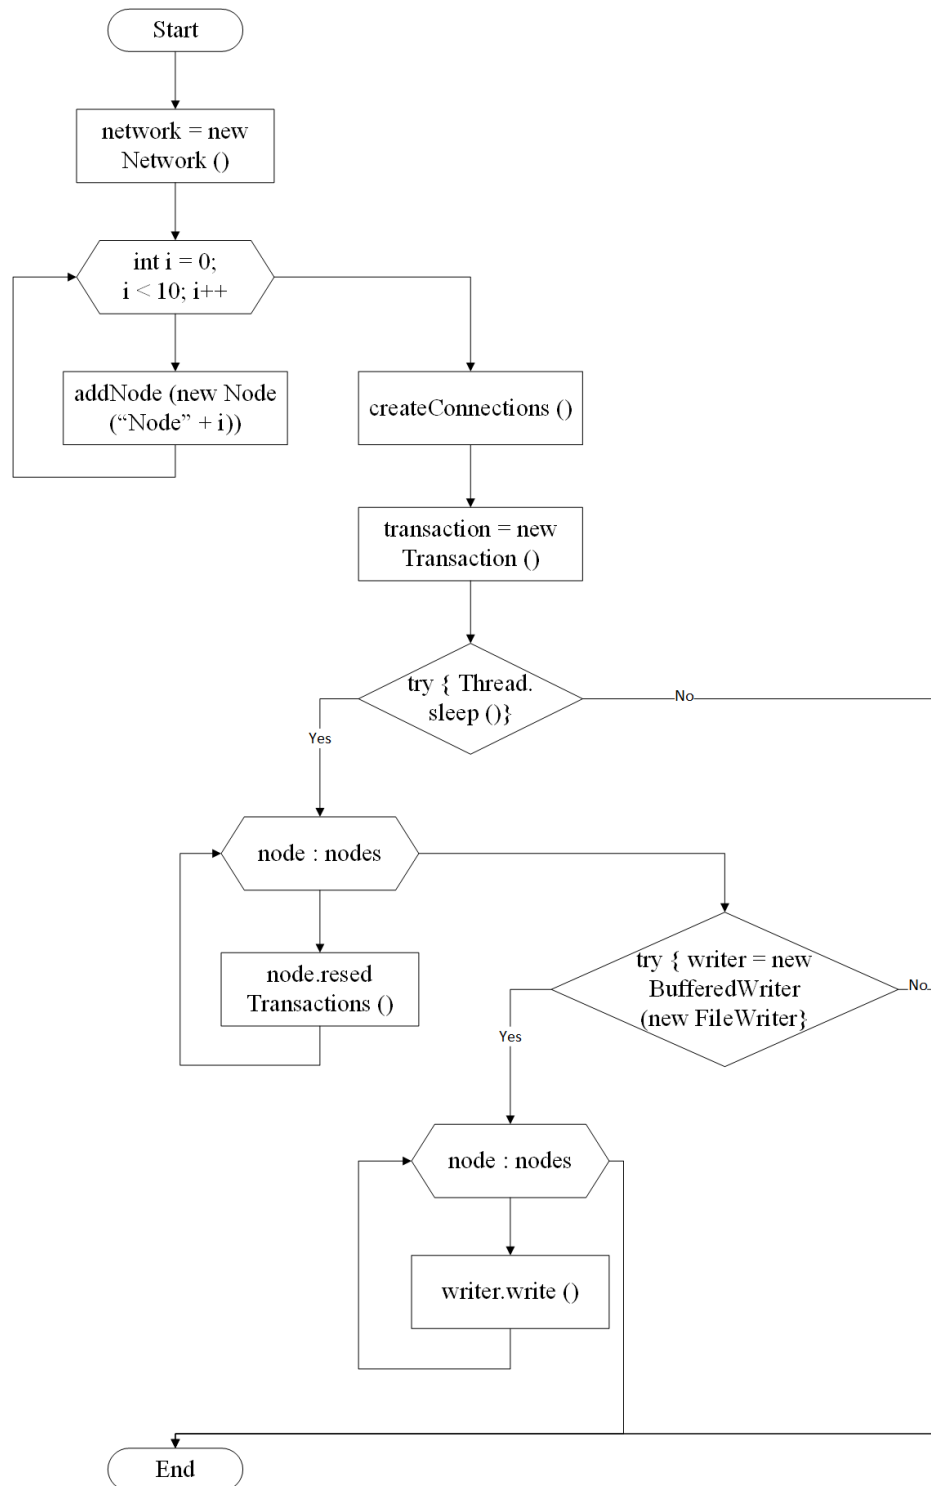 Start
network = new
Network ()
int i = 0;
i < 10; i++
addNode (new Node
(“Node” + i))
createConnections ()
transaction = new
Transaction ()
try { Thread.
sleep ()}
No
Yes
node : nodes
node.resed
Transactions ()
try { writer = new
BufferedWriter
(new FileWriter}
No
Yes
node : nodes
writer.write ()
End